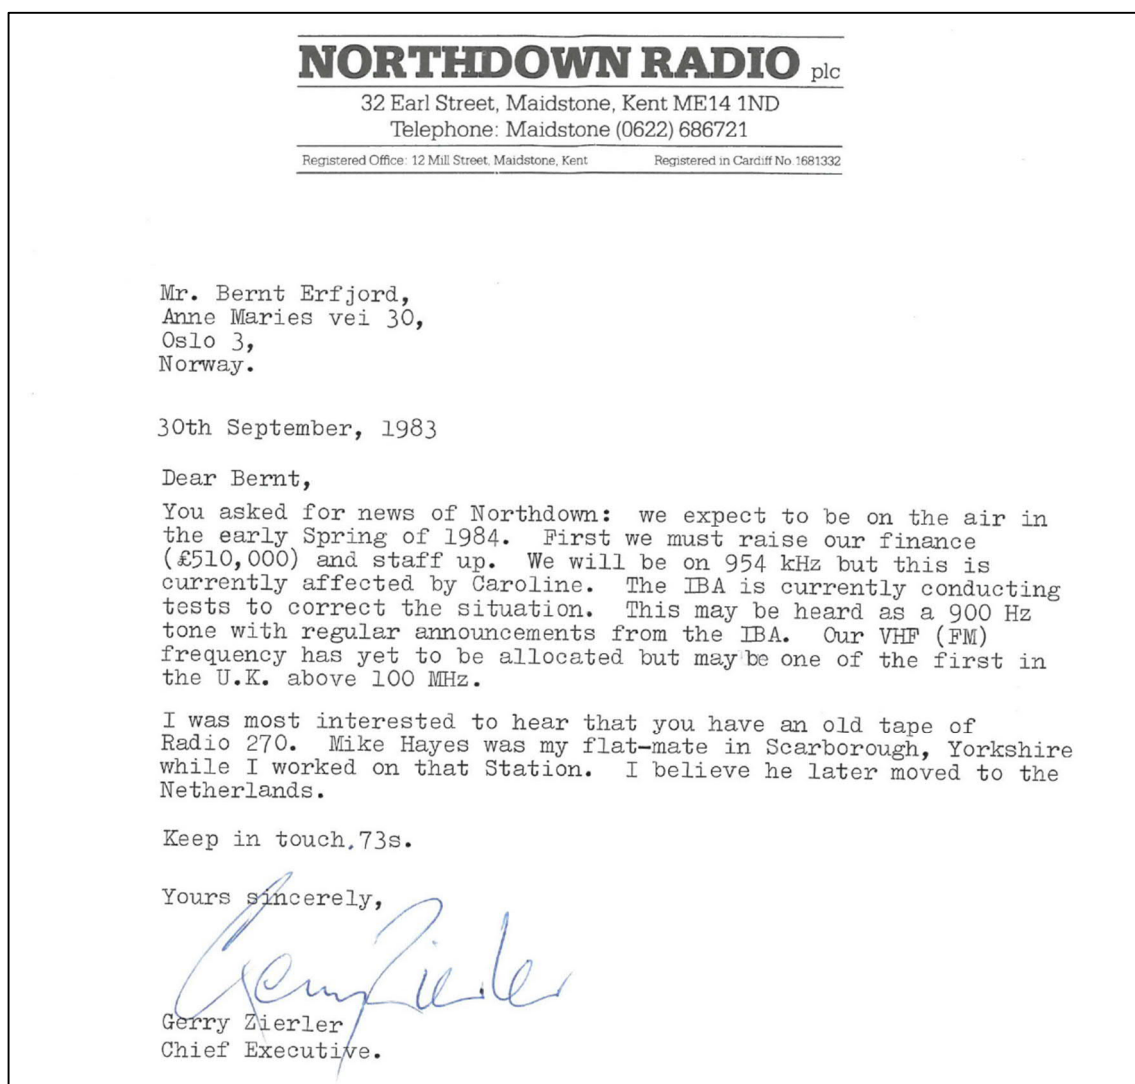 NORTHDOWN RADIO plc
32 Earl Street, Maidstone, Kent ME14 1ND
Telephone: Maidstone (0622) 686721
Registered Office: 12 Mill Street, Maidstone, Kent Registered in Cardiff No. 1681332
Mr. Bernt Erfjord,
Anne Maries vei 30,
Oslo 3,
Norway.
30th September, 1983
Dear Bernt,
You asked for news of Northdown: we expect to be on the air in
the early Spring of 1984. First we must raise our finance
(£510,000) and staff up. We will be on 954 kHz but this is
currently affected by Caroline. The IBA is currently conducting
tests to correct the situation. This may be heard as a 900 Hz
tone with regular announcements from the IBA. Our VHF (FM)
frequency has yet to be allocated but may be one of the first in
the U.K. above 100 MHz.
I was most interested to hear that you have an old tape of
Radio 270. Mike Hayes was my flat-mate in Scarborough, Yorkshire
while I worked on that Station. I believe he later moved to the
Netherlands.
Keep in touch,73s.
Yours sincerely,
Gerry Zierler
Gerry Zierler
Chief Executive.